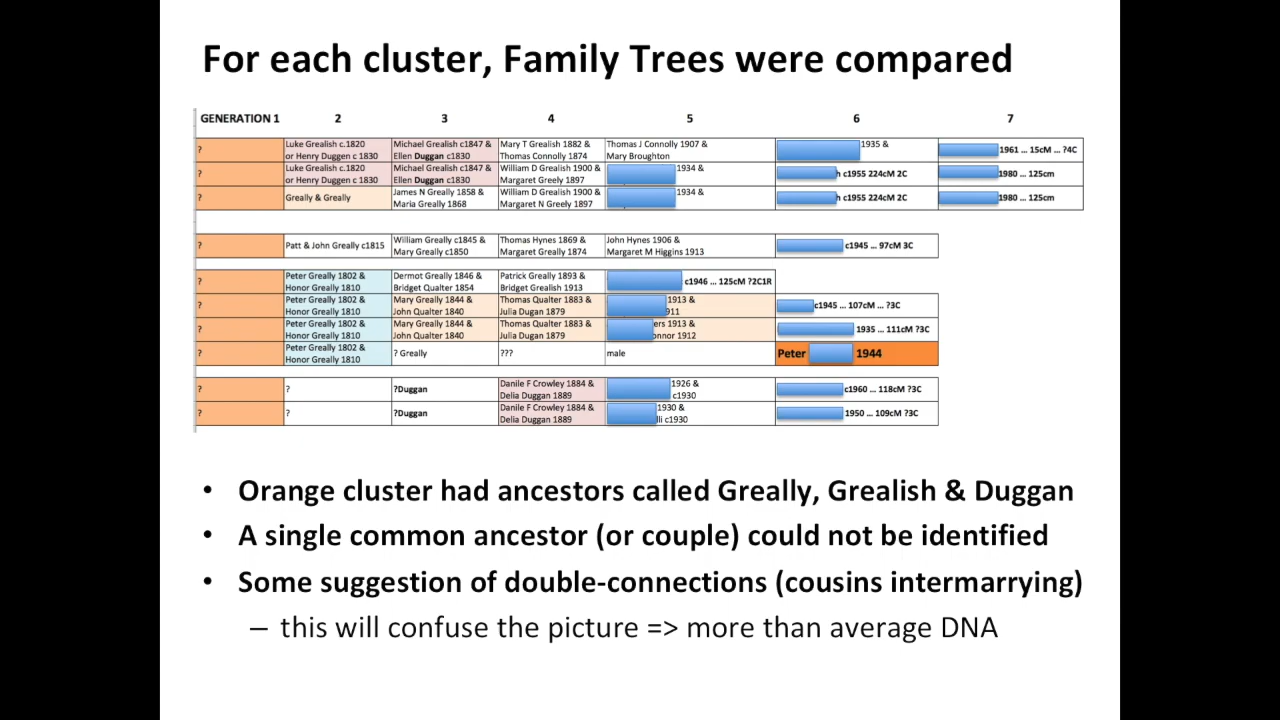 For each cluster, Family Trees were compared
GENERATION 1 2 3 4 5 6 7
? Luke Grealish c.1820 Michael Grealish c1847 & Mary T Grealish 1882 & Thomas J Connolly 1907 & 1935 &
or Henry Duggen c 1830 Ellen Duggan c1830 Thomas Connolly 1874 Mary Broughton 1961 ... 15cM ... ?4C
? Luke Grealish c.1820 Michael Grealish c1847 & William D Grealish 1900 & 1934 &
or Henry Duggen c 1830 Ellen Duggan c1830 Margaret Greely 1897 h c1955 224cM 2C 1980 ... 125cm
? Greally & Greally James N Greally 1858 & William D Grealish 1900 & 1934 &
Maria Greally 1868 Margaret N Greely 1897 h c1955 224cM 2C 1980 ... 125cm
? Patt & John Greally c1815 William Greally c1845 & Thomas Hynes 1869 & John Hynes 1906 &
Mary Greally c1850 Margaret Greally 1874 Margaret M Higgins 1913 c1945 ... 97cM 3C
? Peter Greally 1802 & Dermot Greally 1846 & Patrick Greally 1893 &
Honor Greally 1810 Bridget Qualter 1854 Bridget Grealish 1913 c1946 ... 125cM ?2C1R
? Peter Greally 1802 & Mary Greally 1844 & Thomas Qualter 1883 & 1913 &
Honor Greally 1810 John Qualter 1840 Julia Dugan 1879 911 c1945 ... 107cM ... ?3C
? Peter Greally 1802 & Mary Greally 1844 & Thomas Qualter 1883 & ers 1913 &
Honor Greally 1810 John Qualter 1840 Julia Dugan 1879 onnor 1912 1935 ... 111cM ?3C
? Peter Greally 1802 & ? Greally ??? male Peter 1944
Honor Greally 1810
? ? ?Duggan Danile F Crowley 1884 & 1926 &
Delia Duggan 1889 c1930 c1960 ... 118cM ?3C
? ? ?Duggan Danile F Crowley 1884 & 1930 &
Delia Duggan 1889 lli c1930 1950 ... 109cM ?3C
• Orange cluster had ancestors called Greally, Grealish & Duggan
• A single common ancestor (or couple) could not be identified
• Some suggestion of double-connections (cousins intermarrying)
– this will confuse the picture => more than average DNA